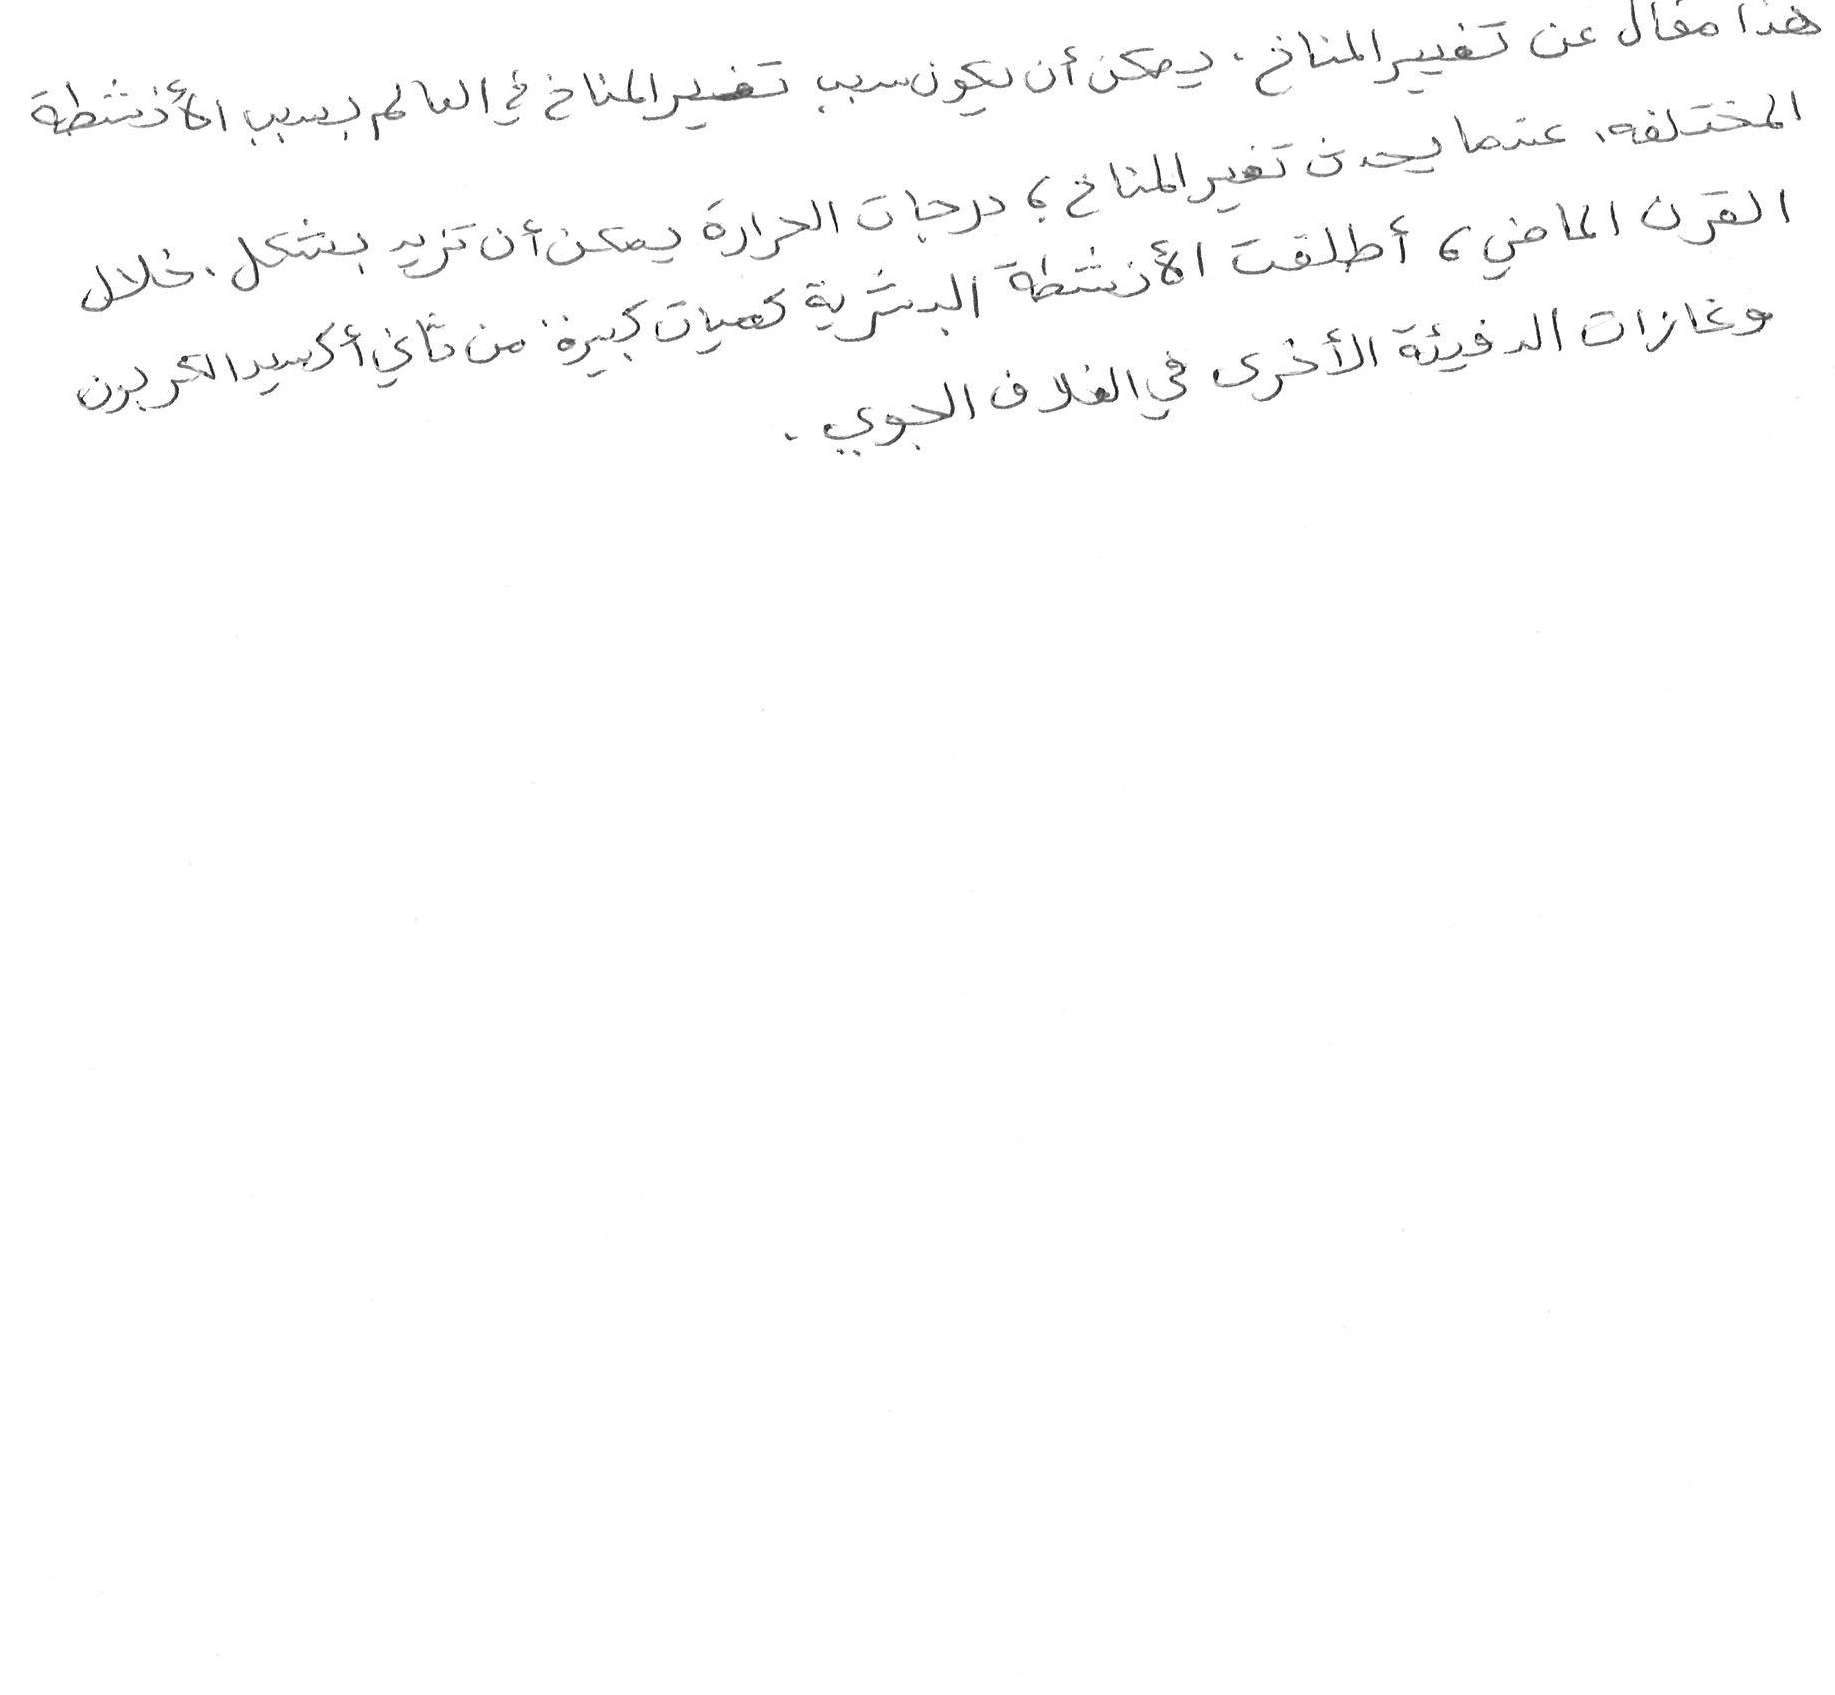 هذا مقال عن تغيير المناخ. يمكن أن يكون سبب تغيير المناخ في العالم بسبب الأنشطة
المختلفه. عندما يحدث تغيير المناخ، درجات الحرارة يمكن أن تزيد بشكل. خلال
القرن الماضي، أطلقت الأنشطة البشرية كميات كبيرة من ثاني أكسيد الكربون
وغازات الدفيئة الأخرى في الغلاف الجوي.